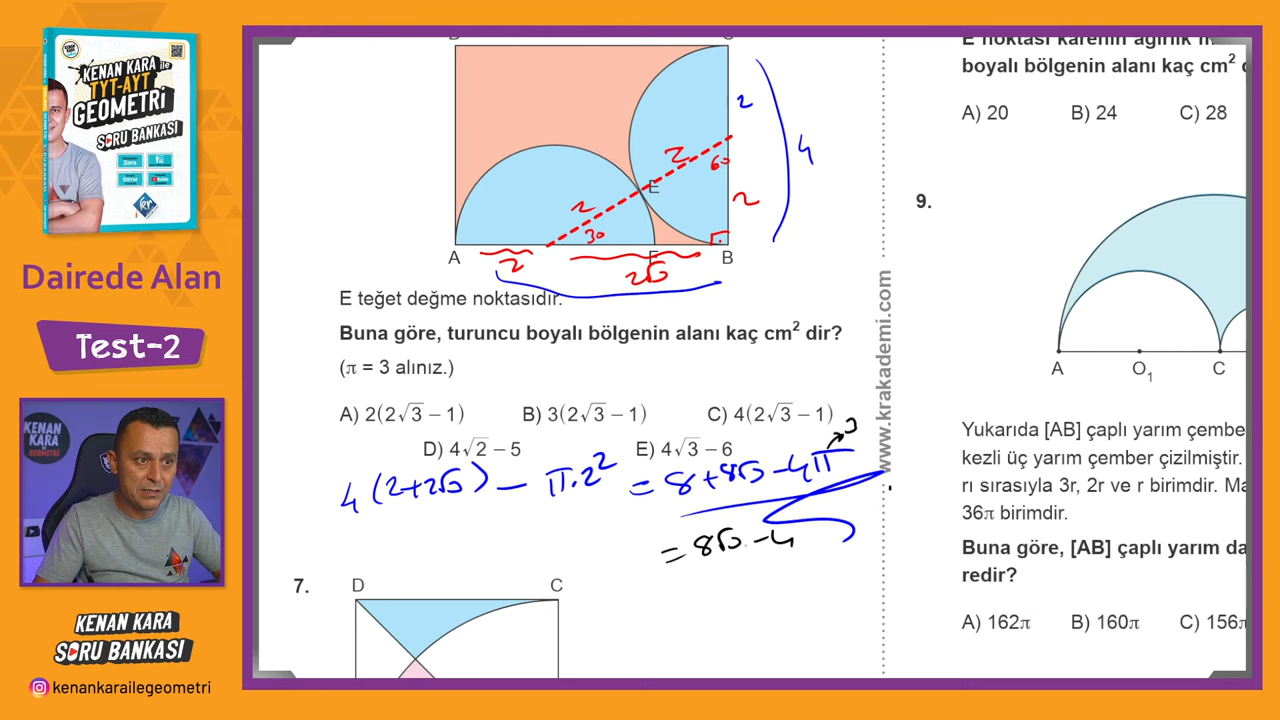 KENAN KARA ile
TYT-AYT
GEOMETRİ
SORU BANKASI
Dairede Alan
Test-2
KENAN
KARA
GEOMETRİ
KENAN KARA
SORU BANKASI
kenankarailegeometri
2
2
60
E
2
2
30
2
4
A
2
F
B
2√3
E teğet değme noktasıdır.
Buna göre, turuncu boyalı bölgenin alanı kaç cm² dir?
(π = 3 alınız.)
A) 2(2√3 – 1) B) 3(2√3 – 1) C) 4(2√3 – 1)
D) 4√2 – 5 E) 4√3 – 6
4(2+2√3) – π·2² = 8+8√3 – 4π
3
= 8√3 – 4
7.
D C
www.krakademi.com
boyalı bölgenin alanı kaç cm²
A) 20 B) 24 C) 28
9.
A O₁ C
Yukarıda [AB] çaplı yarım çembe
kezli üç yarım çember çizilmiştir.
rı sırasıyla 3r, 2r ve r birimdir. Ma
36π birimdir.
Buna göre, [AB] çaplı yarım da
redir?
A) 162π B) 160π C) 156π